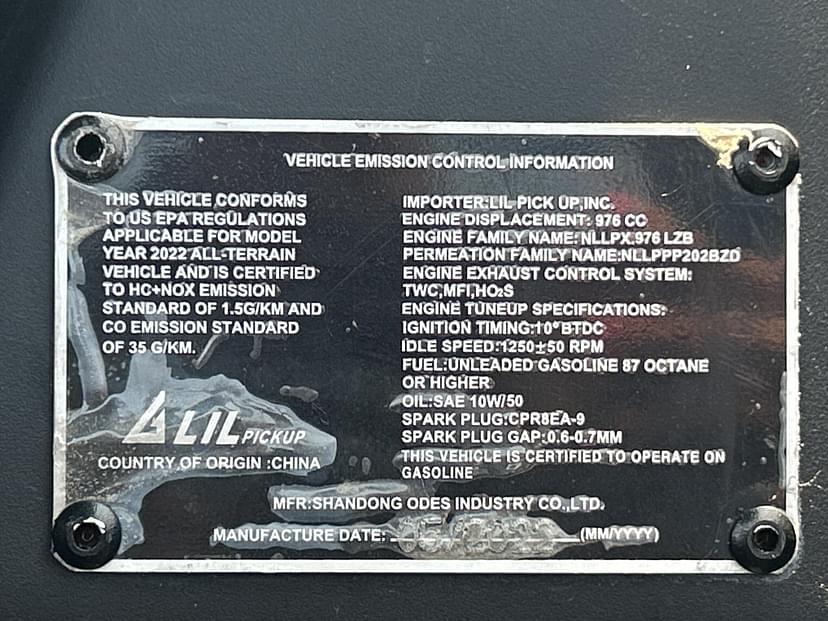 VEHICLE EMISSION CONTROL INFORMATION
THIS VEHICLE CONFORMS
TO US EPA REGULATIONS
APPLICABLE FOR MODEL
YEAR 2022 ALL-TERRAIN
VEHICLE AND IS CERTIFIED
TO HC+NOX EMISSION
STANDARD OF 1.5G/KM AND
CO EMISSION STANDARD
OF 35 G/KM.
LIL PICKUP
COUNTRY OF ORIGIN :CHINA
IMPORTER:LIL PICK UP,INC.
ENGINE DISPLACEMENT: 976 CC
ENGINE FAMILY NAME:NLLPX.976 LZB
PERMEATION FAMILY NAME:NLLPPP202BZD
ENGINE EXHAUST CONTROL SYSTEM:
TWC,MFI,HO₂S
ENGINE TUNEUP SPECIFICATIONS:
IGNITION TIMING:10°BTDC
IDLE SPEED:1250±50 RPM
FUEL:UNLEADED GASOLINE 87 OCTANE
OR HIGHER
OIL:SAE 10W/50
SPARK PLUG:CPR8EA-9
SPARK PLUG GAP:0.6-0.7MM
THIS VEHICLE IS CERTIFIED TO OPERATE ON
GASOLINE
MFR:SHANDONG ODES INDUSTRY CO.,LTD.
MANUFACTURE DATE: (MM/YYYY)